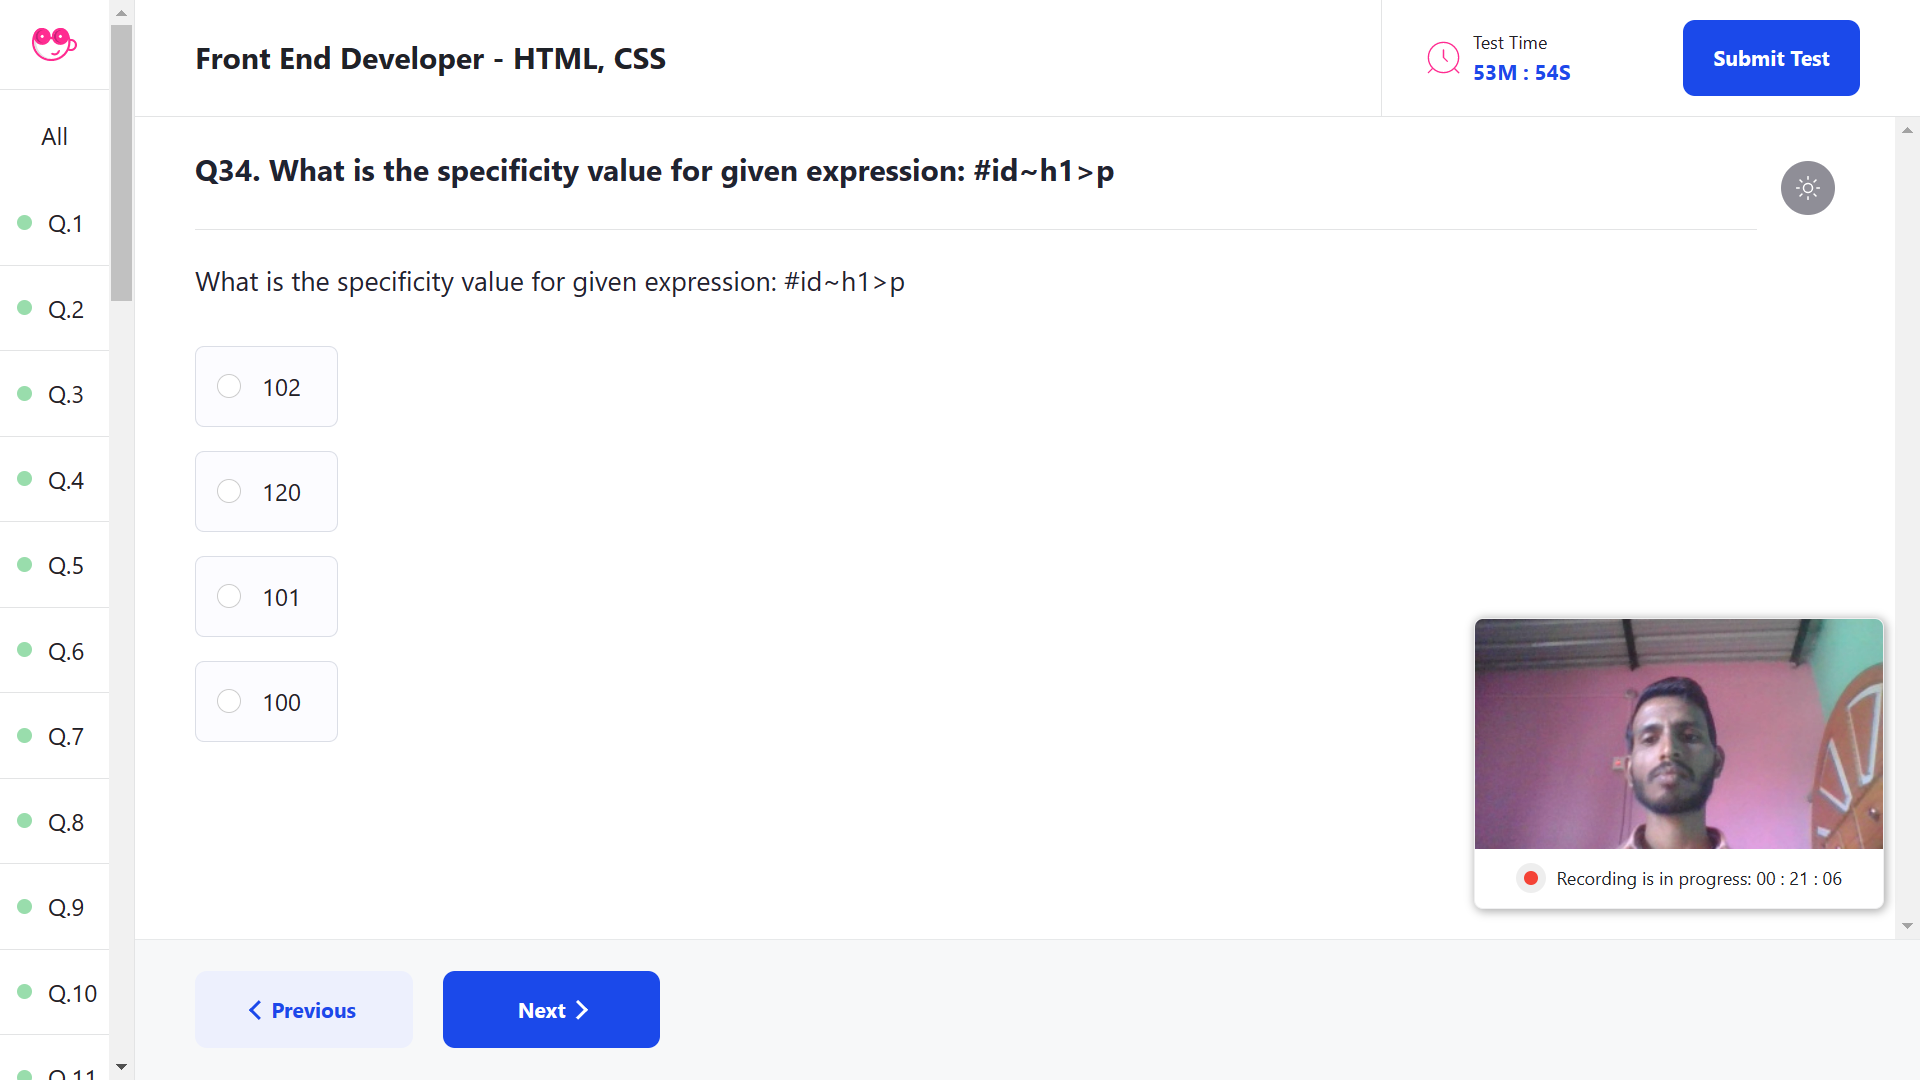 Front End Developer - HTML, CSS
Test Time
53M : 54S
Submit Test
All
Q.1
Q.2
Q.3
Q.4
Q.5
Q.6
Q.7
Q.8
Q.9
Q.10
Q.11
Q34. What is the specificity value for given expression: #id~h1>p
What is the specificity value for given expression: #id~h1>p
102
120
101
100
Recording is in progress: 00 : 21 : 06
Previous
Next